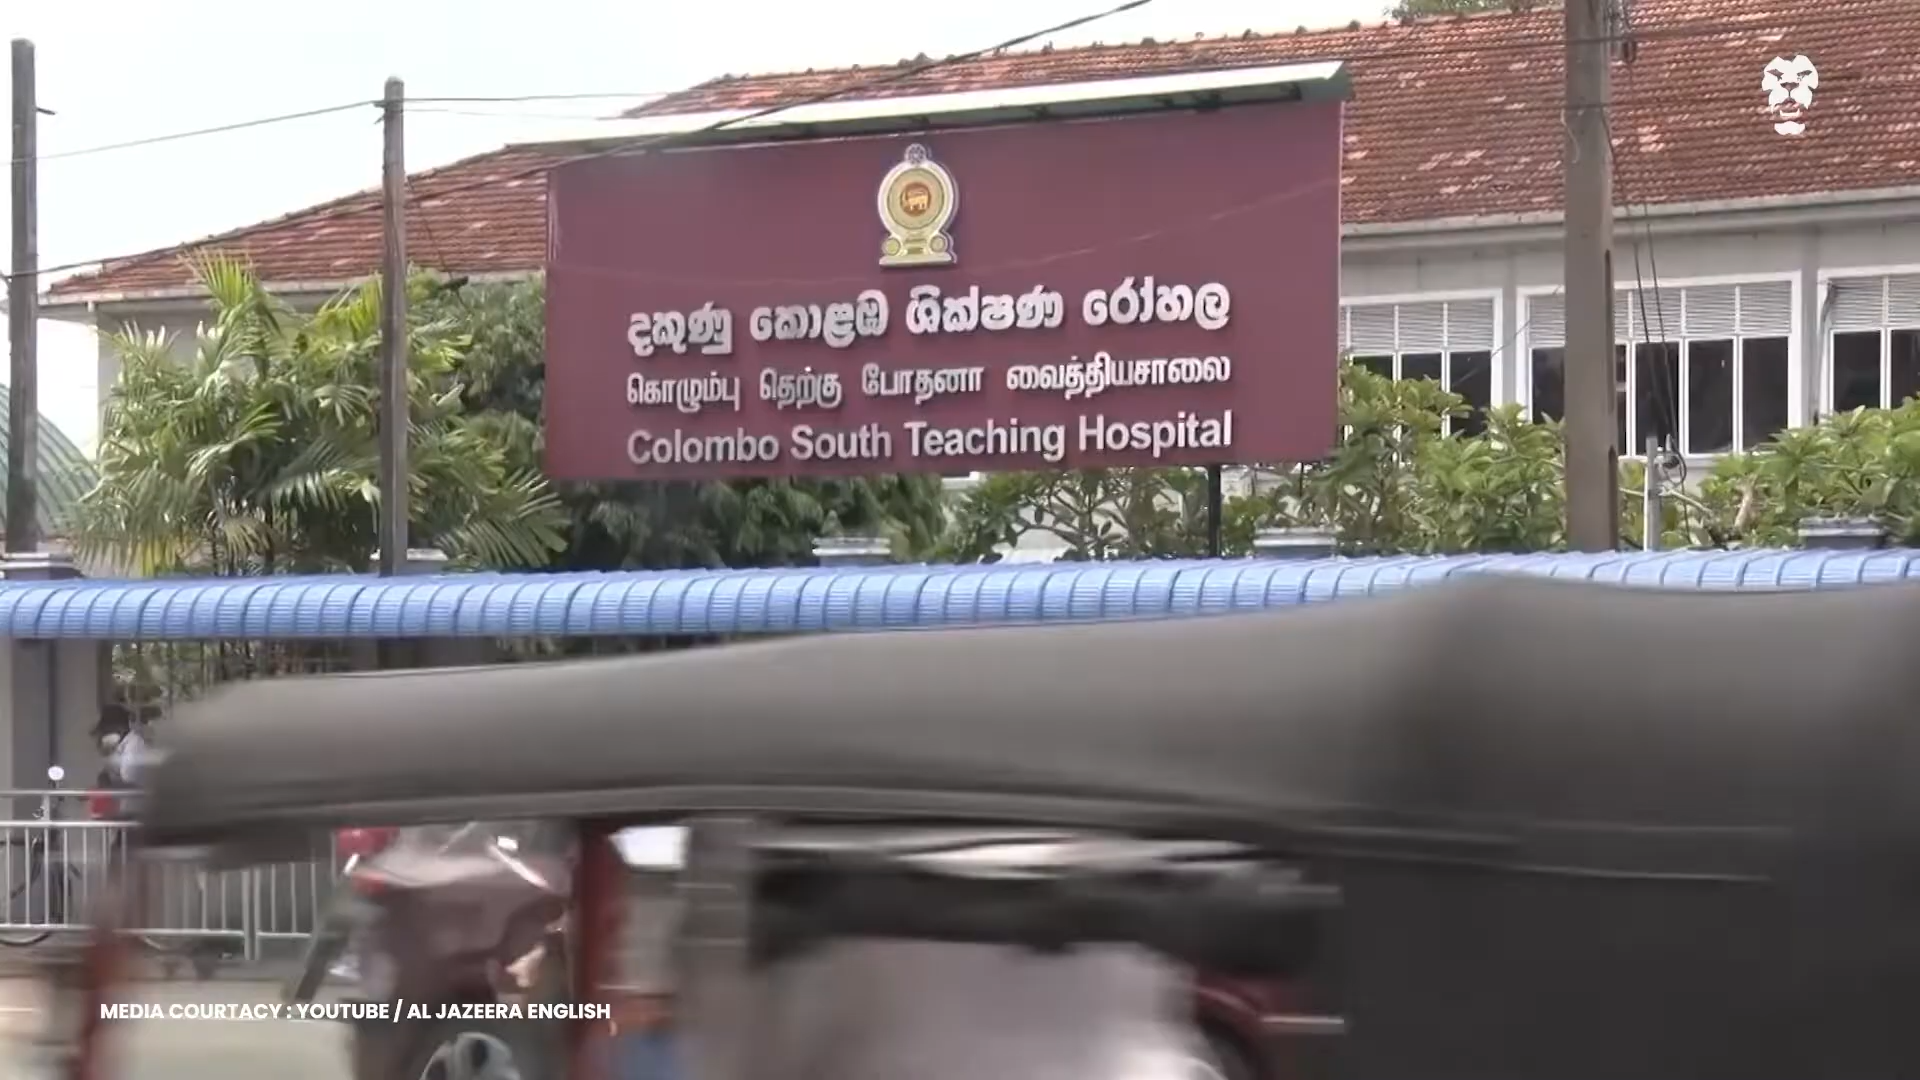 දකුණු කොළඹ ශික්ෂණ රෝහල
கொழும்பு தெற்கு போதனா வைத்தியசாலை
Colombo South Teaching Hospital
MEDIA COURTACY : YOUTUBE / AL JAZEERA ENGLISH